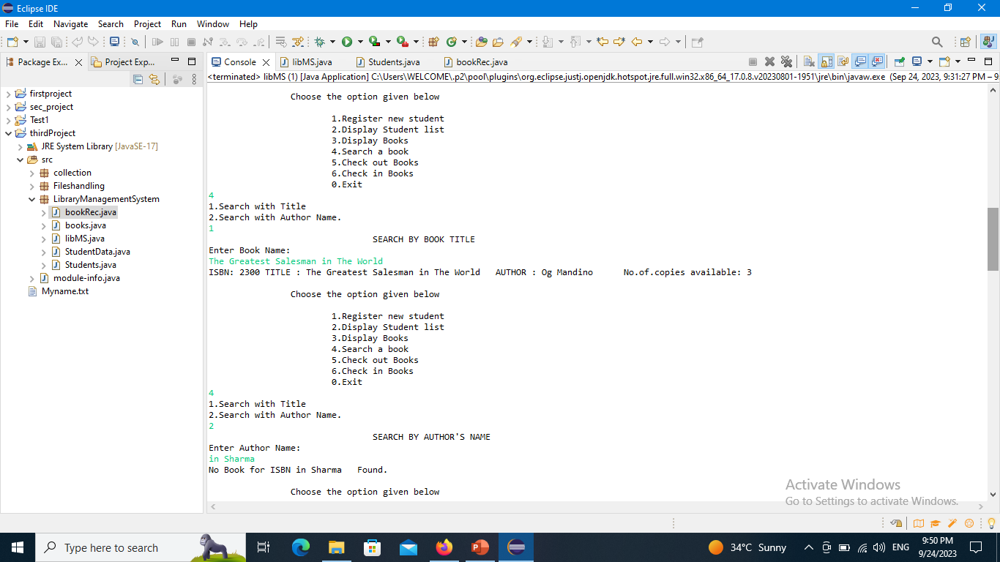 Eclipse IDE
File Edit Navigate Search Project Run Window Help
Package Ex... Project Exp...
Console libMS.java Students.java bookRec.java
<terminated> libMS (1) [Java Application] C:\Users\WELCOME\.p2\pool\plugins\org.eclipse.justj.openjdk.hotspot.jre.full.win32.x86_64_17.0.8.v20230801-1951\jre\bin\javaw.exe (Sep 24, 2023, 9:31:27 PM – 9
firstproject
sec_project
Test1
thirdProject
JRE System Library [JavaSE-17]
src
collection
Fileshandling
LibraryManagementSystem
bookRec.java
books.java
libMS.java
StudentData.java
Students.java
module-info.java
Myname.txt
Choose the option given below
1.Register new student
2.Display Student list
3.Display Books
4.Search a book
5.Check out Books
6.Check in Books
0.Exit
4
1.Search with Title
2.Search with Author Name.
1
SEARCH BY BOOK TITLE
Enter Book Name:
The Greatest Salesman in The World
ISBN: 2300 TITLE : The Greatest Salesman in The World AUTHOR : Og Mandino No.of.copies available: 3
Choose the option given below
1.Register new student
2.Display Student list
3.Display Books
4.Search a book
5.Check out Books
6.Check in Books
0.Exit
4
1.Search with Title
2.Search with Author Name.
2
SEARCH BY AUTHOR'S NAME
Enter Author Name:
in Sharma
No Book for ISBN in Sharma Found.
Choose the option given below
Activate Windows
Go to Settings to activate Windows.
Type here to search
34°C Sunny
ENG
9:50 PM
9/24/2023